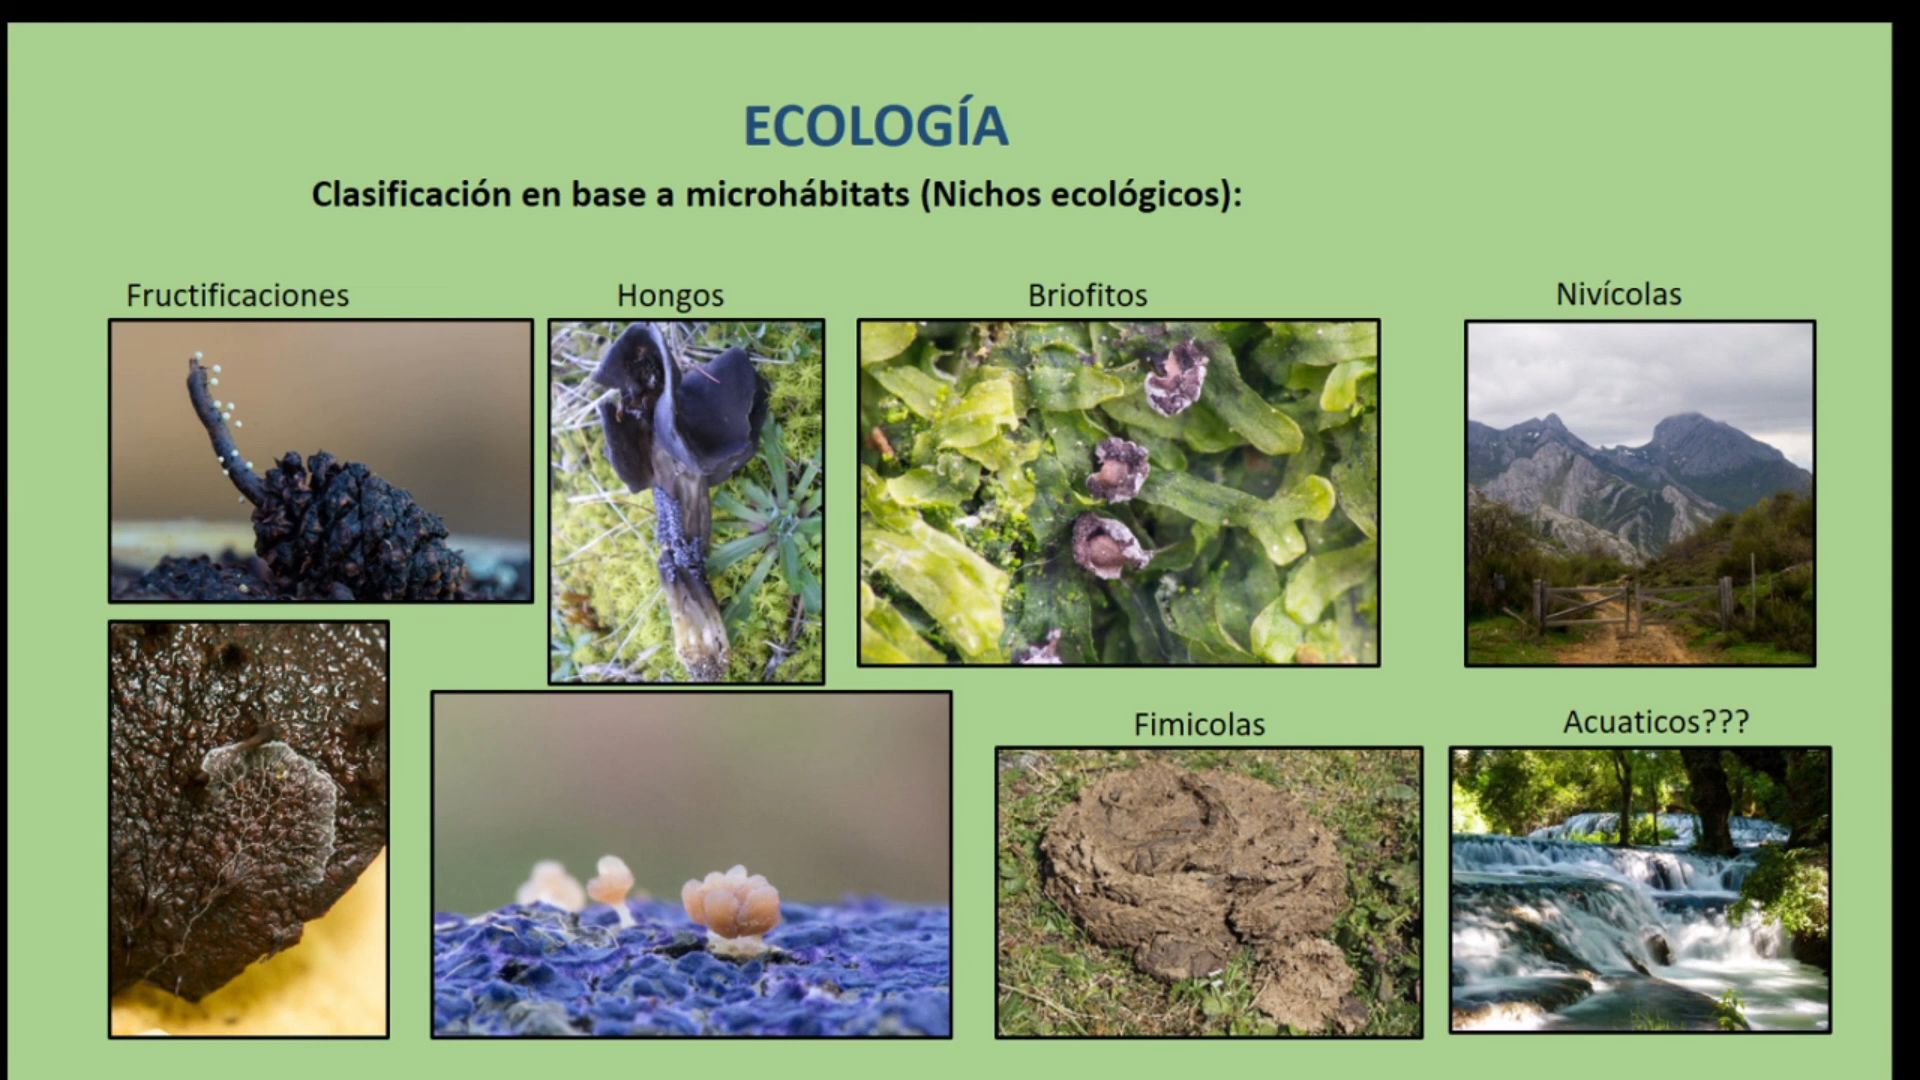 ECOLOGÍA
Clasificación en base a microhábitats (Nichos ecológicos):
Fructificaciones
Hongos
Briofitos
Nivícolas
Fimicolas
Acuaticos???